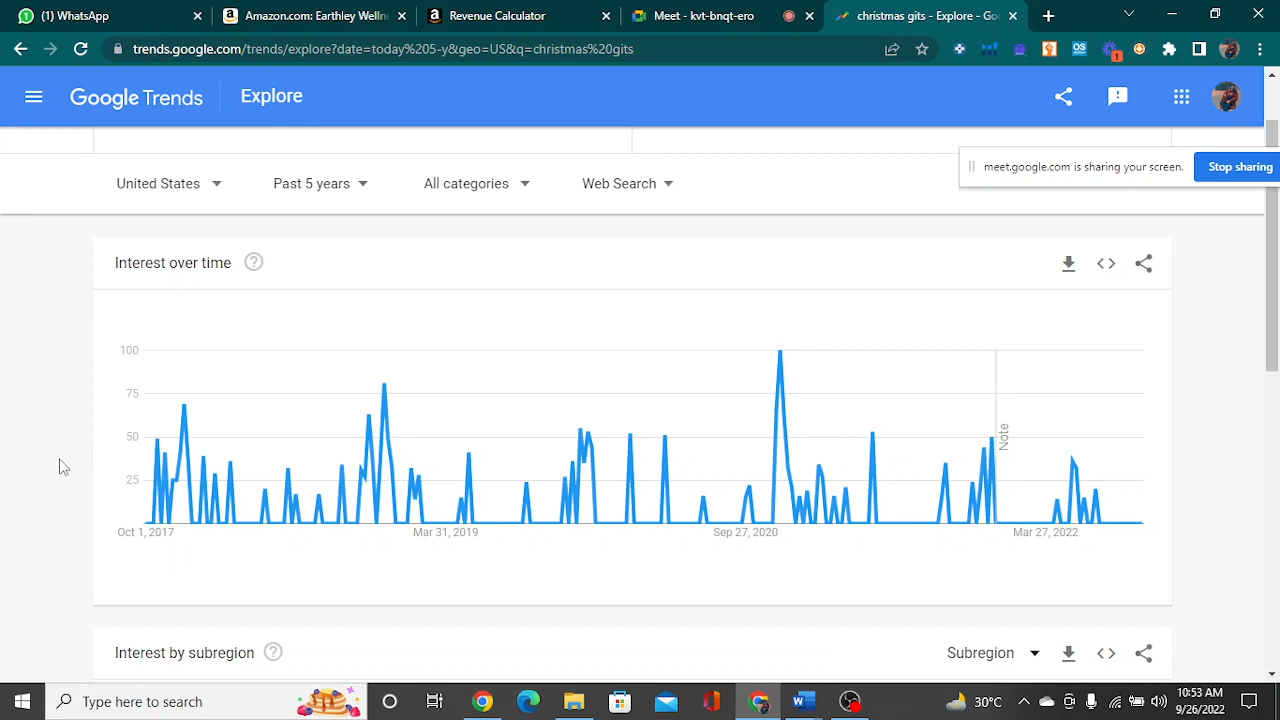 (1) WhatsApp
Amazon.com: Earthley Wellne
Revenue Calculator
Meet - kvt-bnqt-ero
christmas gits - Explore - Goo
trends.google.com/trends/explore?date=today%205-y&geo=US&q=christmas%20gits
OS
1
Google Trends
Explore
meet.google.com is sharing your screen.
Stop sharing
United States
Past 5 years
All categories
Web Search
Interest over time
100
75
50
25
Note
Oct 1, 2017
Mar 31, 2019
Sep 27, 2020
Mar 27, 2022
Interest by subregion
Subregion
Type here to search
30°C
10:53 AM
9/26/2022